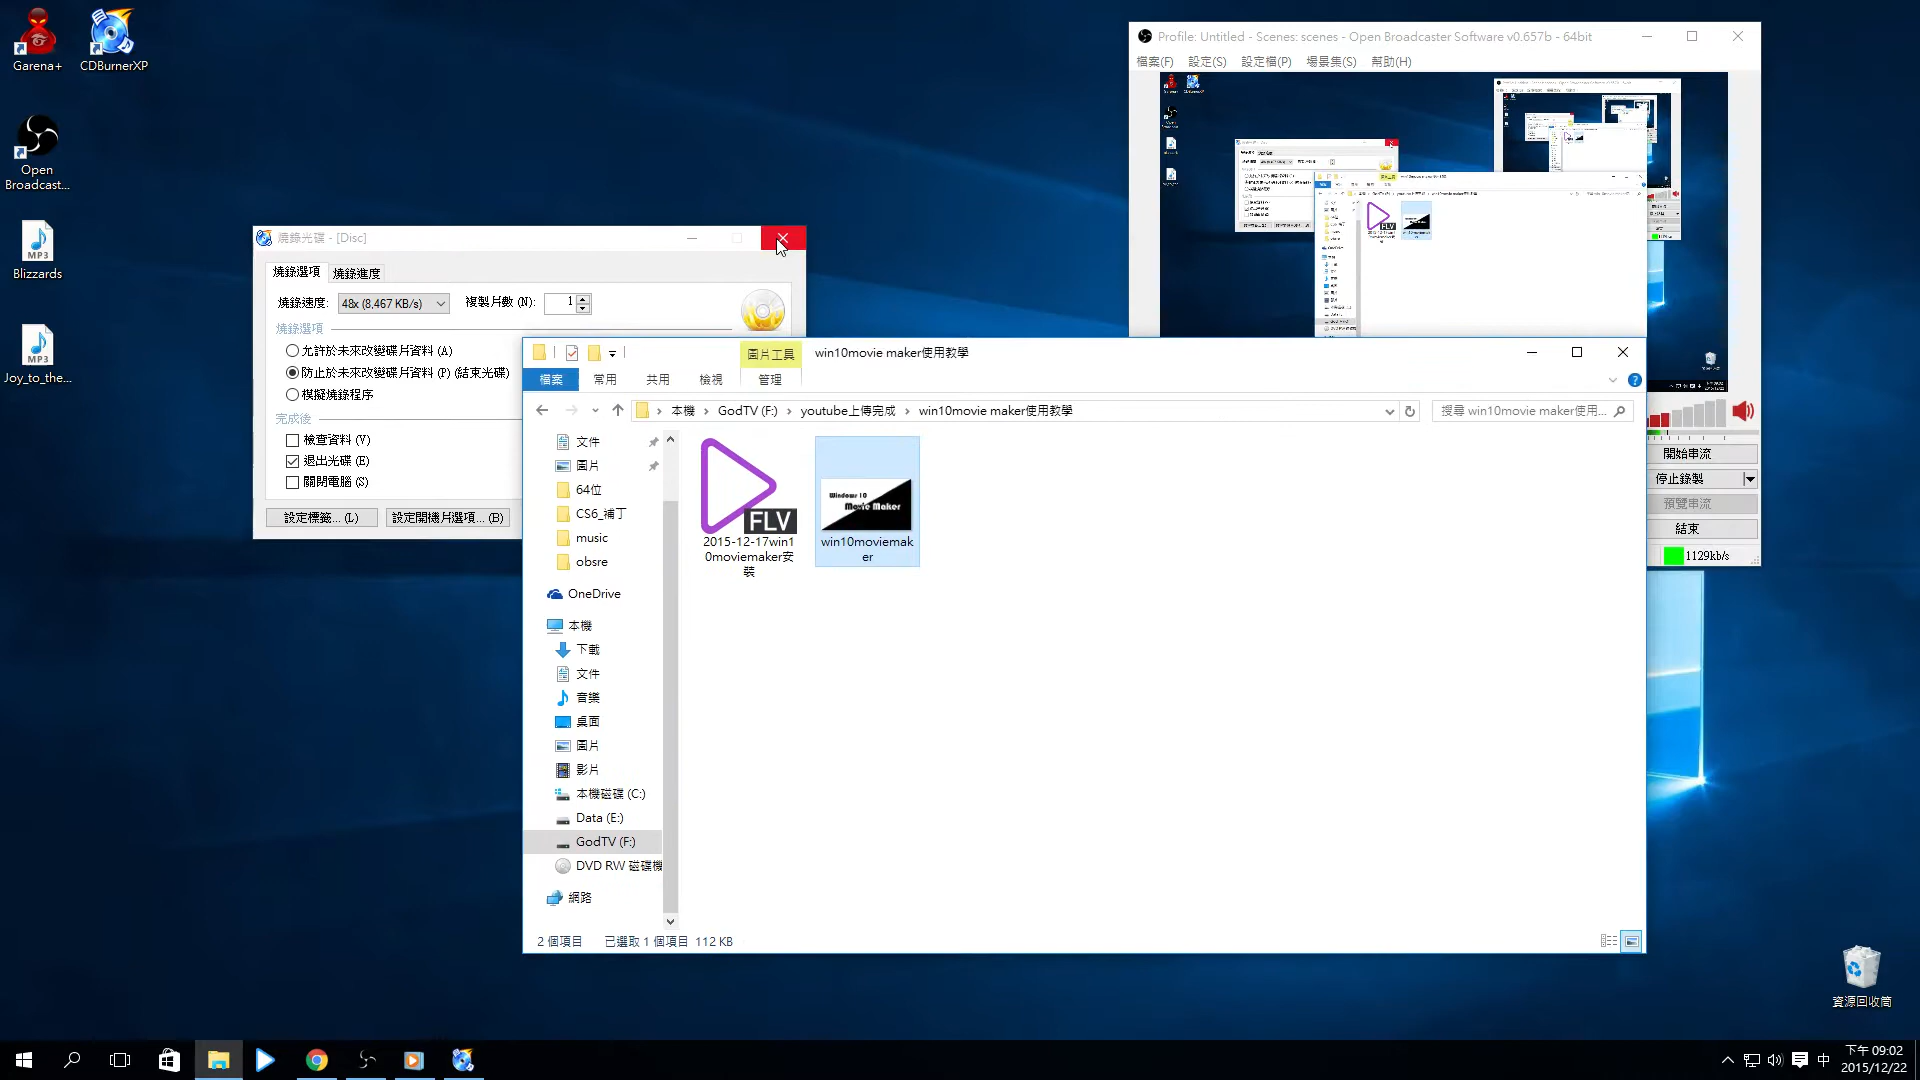 Garena+
CDBurnerXP
Open
Broadcast...
MP3
Blizzards
MP3
Joy_to_the...
燒錄光碟 - [Disc]
燒錄選項
燒錄進度
燒錄速度:
48x (8,467 KB/s)
複製片數 (N):
1
燒錄選項
允許於未來改變碟片資料 (A)
防止於未來改變碟片資料 (P) (結束光碟)
模擬燒錄程序
完成後
檢查資料 (V)
退出光碟 (E)
關閉電腦 (S)
設定標籤... (L)
設定開機片選項... (B)
Profile: Untitled - Scenes: scenes - Open Broadcaster Software v0.657b - 64bit
檔案(F)
設定(S)
設定檔(P)
場景集(S)
幫助(H)
開始串流
停止錄製
預覽串流
結束
1129kb/s
圖片工具
win10movie maker使用教學
檔案
常用
共用
檢視
管理
本機
GodTV (F:)
youtube上傳完成
win10movie maker使用教學
搜尋 win10movie maker使用...
文件
圖片
64位
CS6_補丁
music
obsre
OneDrive
本機
下載
文件
音樂
桌面
圖片
影片
本機磁碟 (C:)
Data (E:)
GodTV (F:)
DVD RW 磁碟機
網路
FLV
2015-12-17win1
0moviemaker安
裝
Windows 10
Movie Maker
win10moviemak
er
2 個項目
已選取 1 個項目
112 KB
資源回收筒
中
下午 09:02
2015/12/22